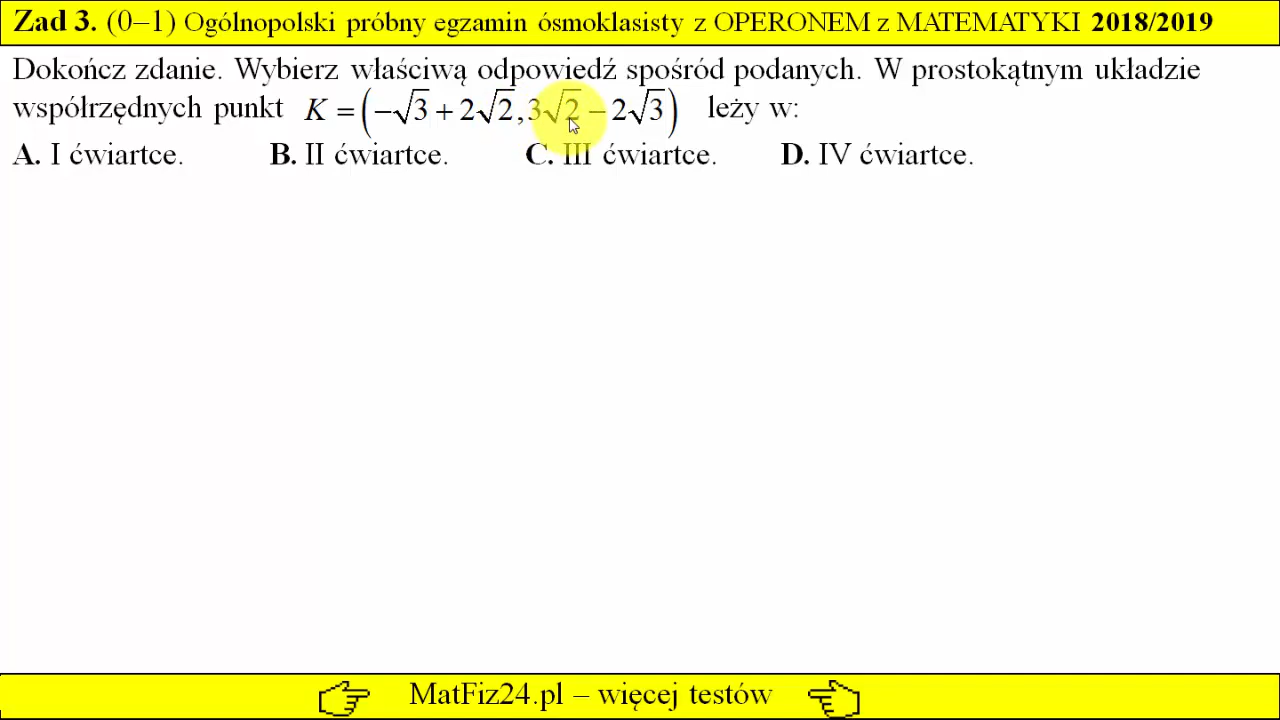 Zad 3. (0–1) Ogólnopolski próbny egzamin ósmoklasisty z OPERONEM z MATEMATYKI 2018/2019
Dokończ zdanie. Wybierz właściwą odpowiedź spośród podanych. W prostokątnym układzie
współrzędnych punkt K = (−√3 + 2√2, 3√2 − 2√3) leży w:
A. I ćwiartce. B. II ćwiartce. C. III ćwiartce. D. IV ćwiartce.
MatFiz24.pl – więcej testów